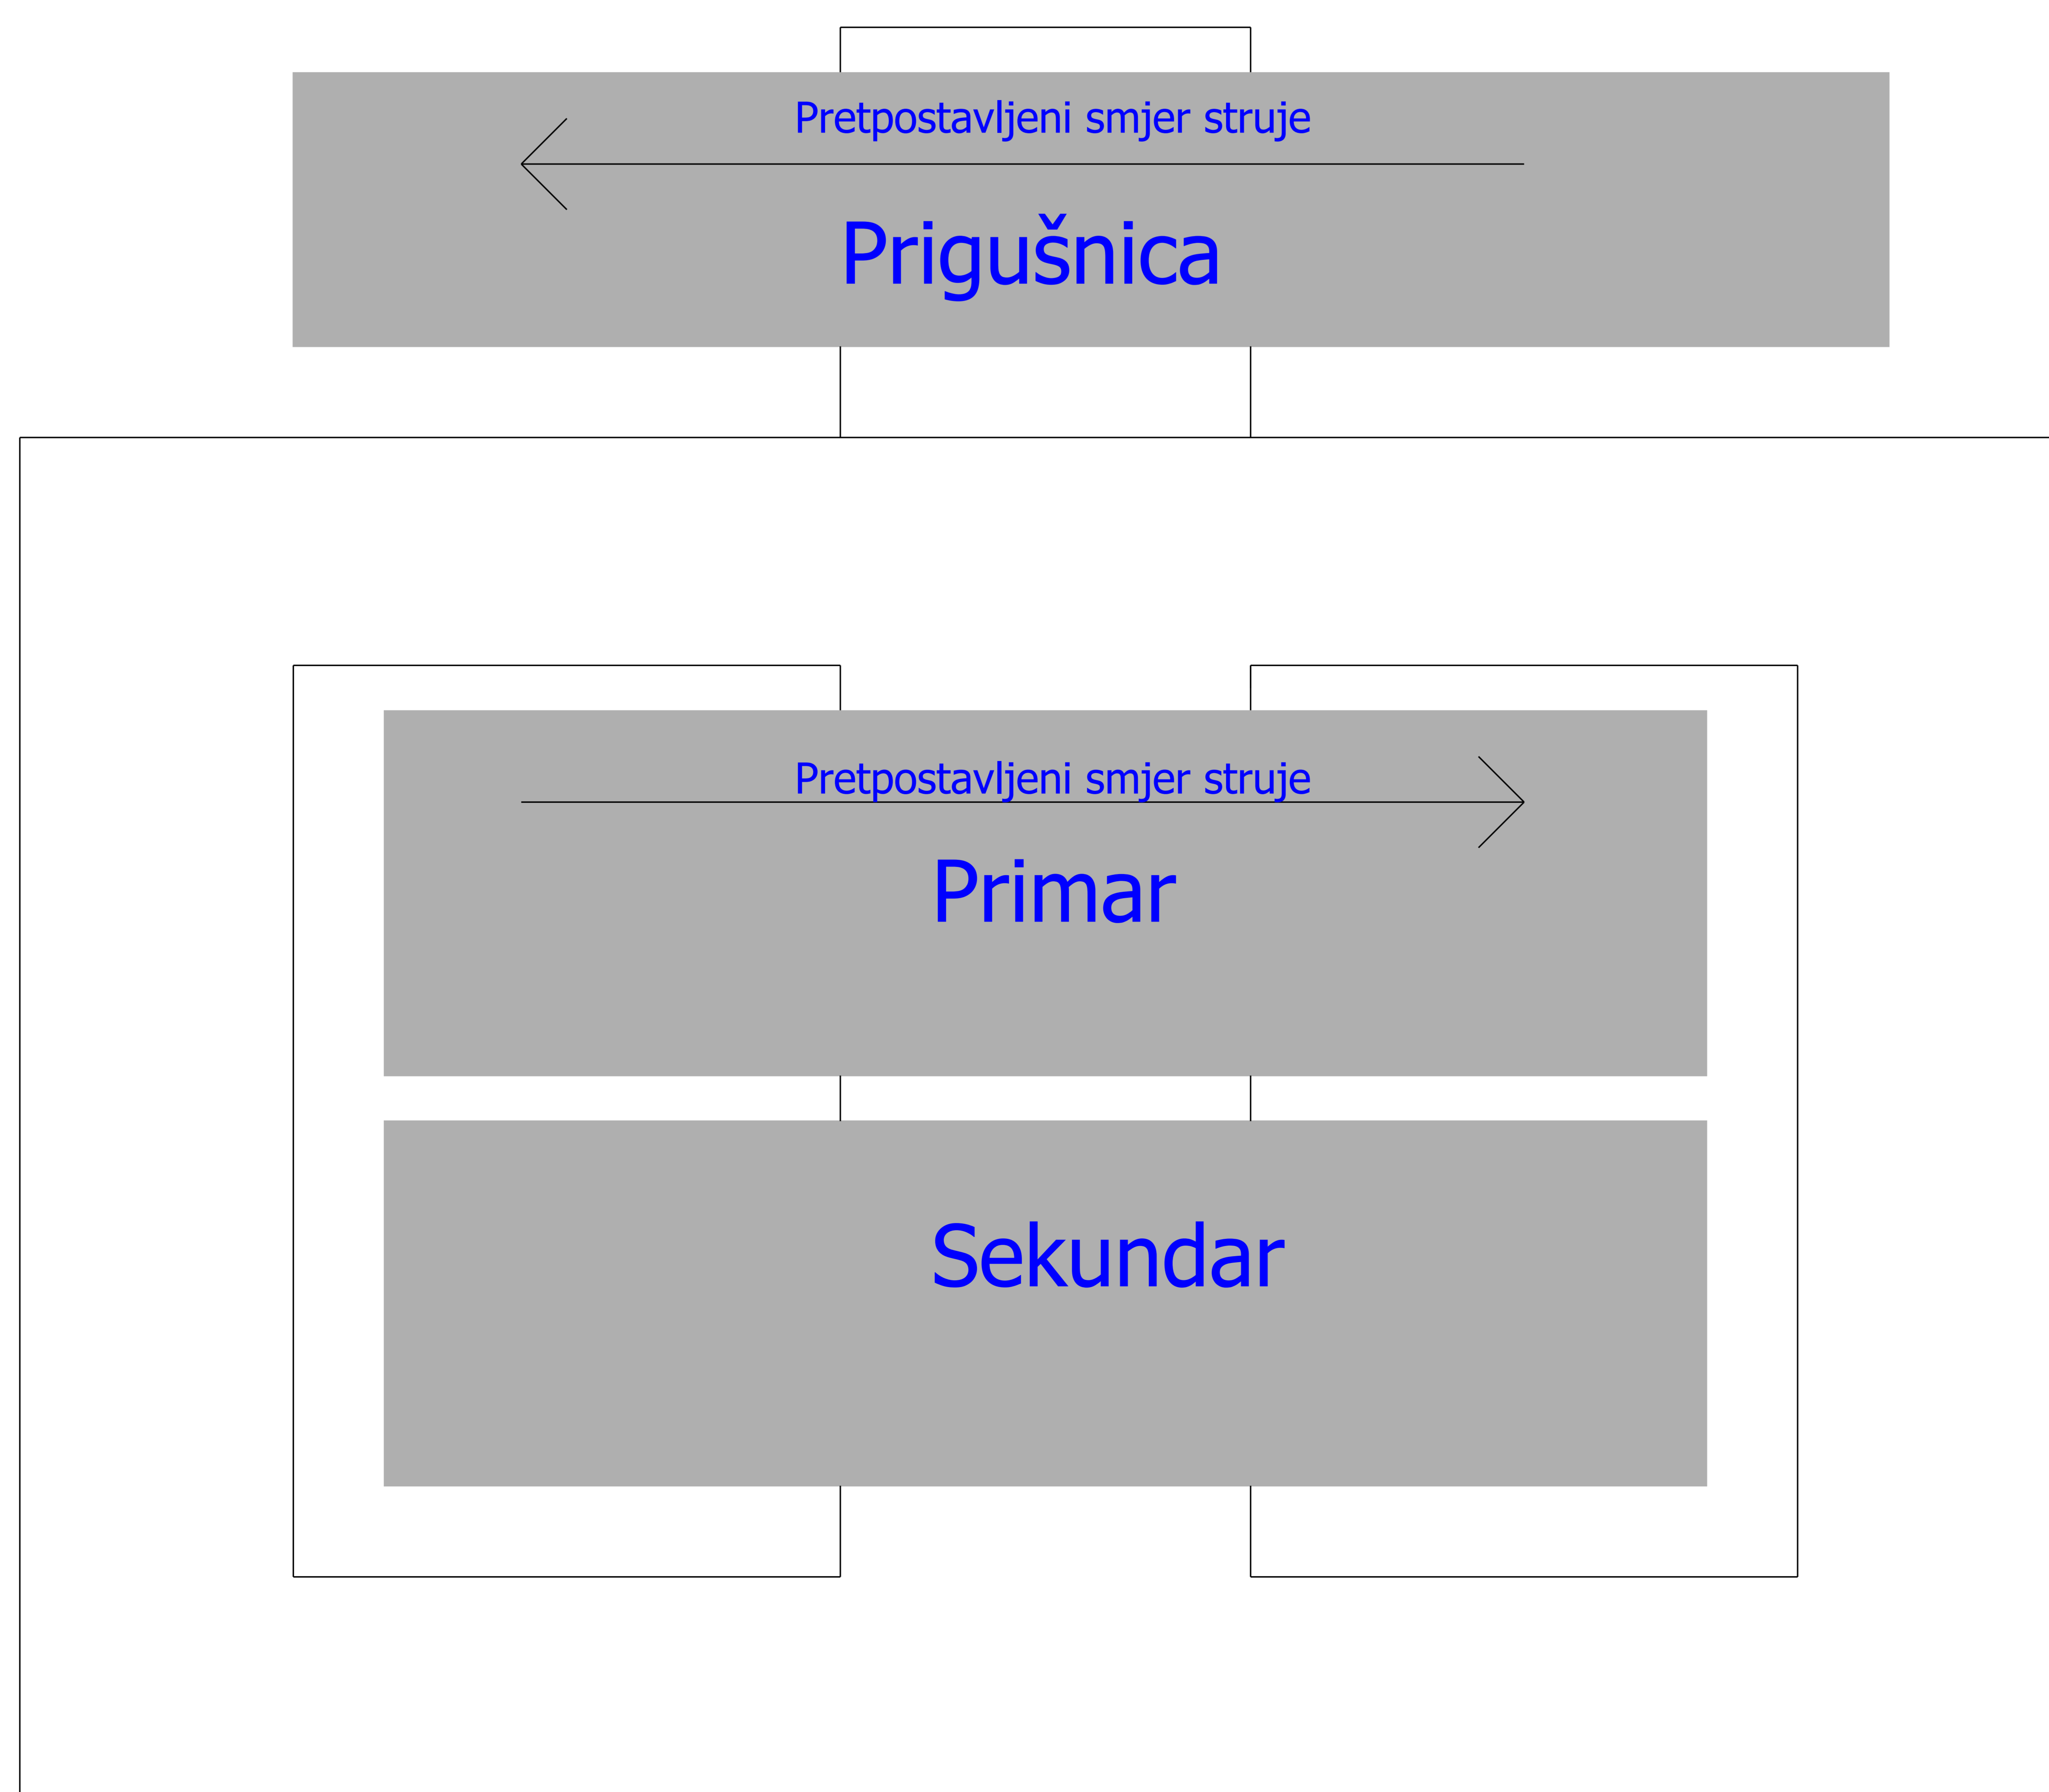 Pretpostavljeni smjer struje
Prigušnica
Pretpostavljeni smjer struje
Primar
Sekundar